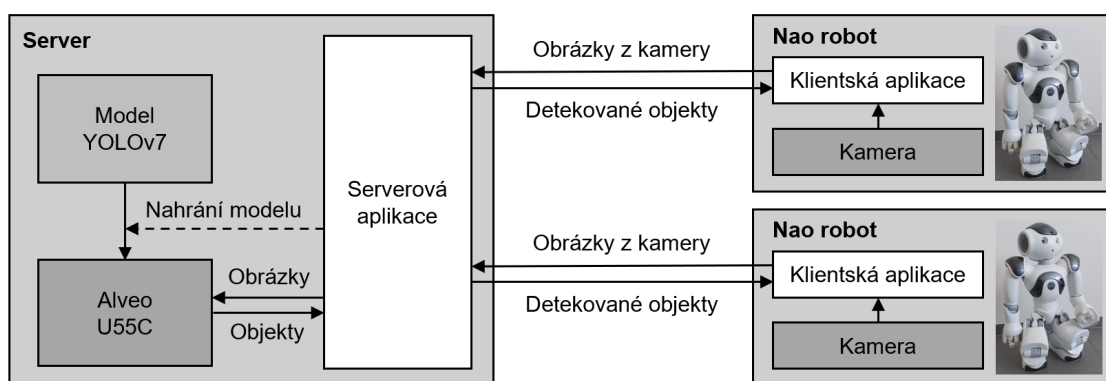 Server
Model
YOLOv7
Nahrání modelu
Alveo
U55C
Obrázky
Objekty
Serverová
aplikace
Obrázky z kamery
Detekované objekty
Nao robot
Klientská aplikace
Kamera
Obrázky z kamery
Detekované objekty
Nao robot
Klientská aplikace
Kamera